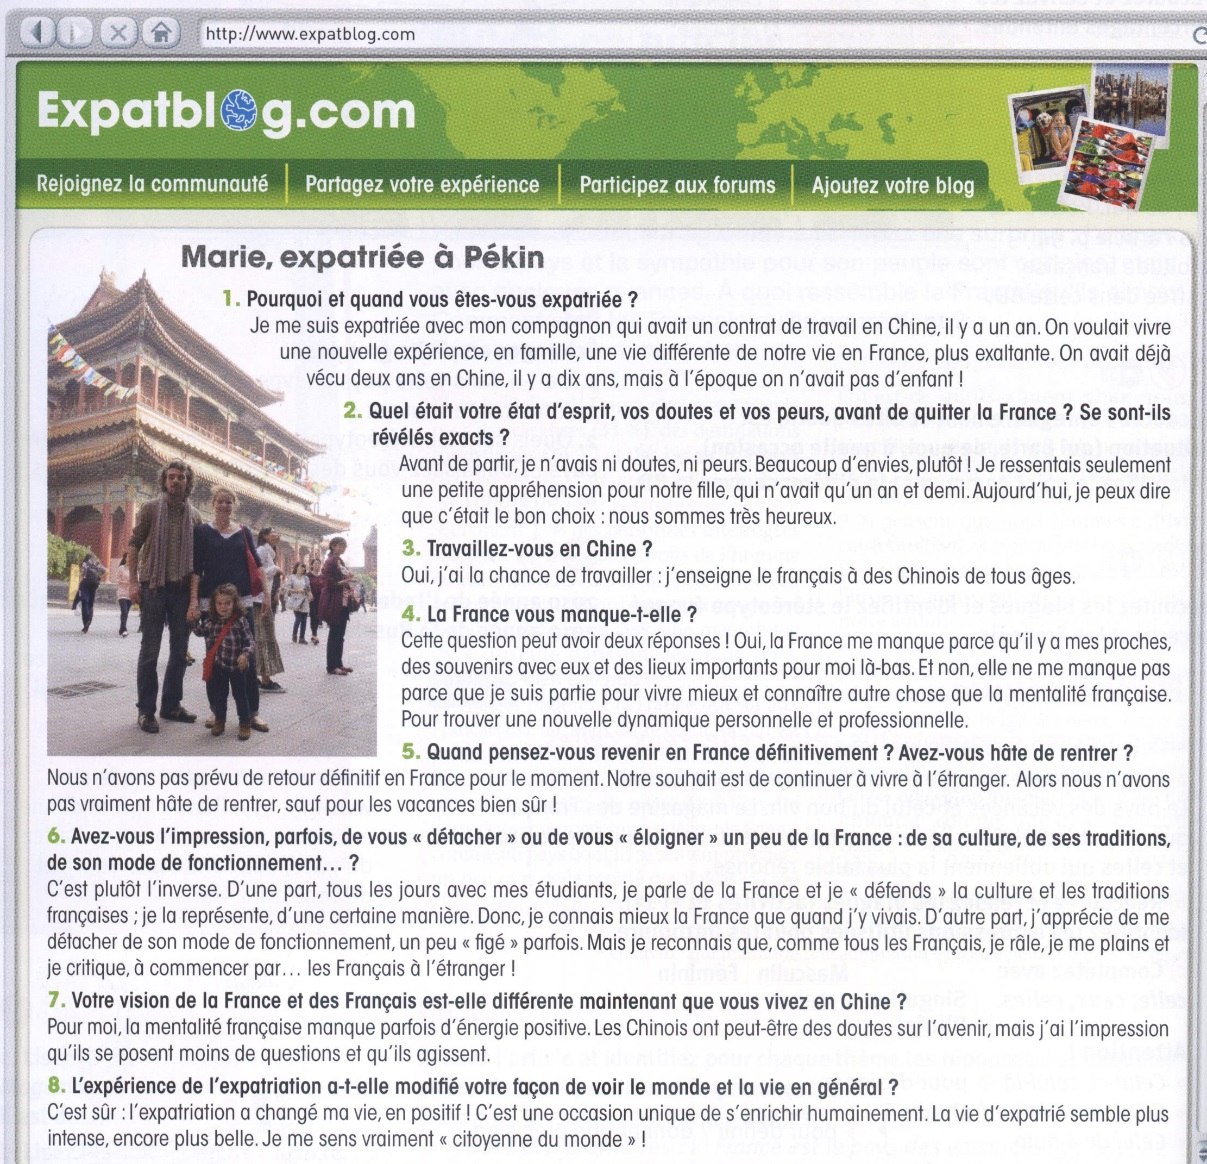 http://www.expatblog.com
Expatblog.com
Rejoignez la communauté
Partagez votre expérience
Participez aux forums
Ajoutez votre blog
Marie, expatriée à Pékin
1. Pourquoi et quand vous êtes-vous expatriée ?
Je me suis expatriée avec mon compagnon qui avait un contrat de travail en Chine, il y a un an. On voulait vivre
une nouvelle expérience, en famille, une vie différente de notre vie en France, plus exaltante. On avait déjà
vécu deux ans en Chine, il y a dix ans, mais à l'époque on n'avait pas d'enfant !
2. Quel était votre état d'esprit, vos doutes et vos peurs, avant de quitter la France ? Se sont-ils
révélés exacts ?
Avant de partir, je n'avais ni doutes, ni peurs. Beaucoup d'envies, plutôt ! Je ressentais seulement
une petite appréhension pour notre fille, qui n'avait qu'un an et demi. Aujourd'hui, je peux dire
que c'était le bon choix : nous sommes très heureux.
3. Travaillez-vous en Chine ?
Oui, j'ai la chance de travailler : j'enseigne le français à des Chinois de tous âges.
4. La France vous manque-t-elle ?
Cette question peut avoir deux réponses ! Oui, la France me manque parce qu'il y a mes proches,
des souvenirs avec eux et des lieux importants pour moi là-bas. Et non, elle ne me manque pas
parce que je suis partie pour vivre mieux et connaître autre chose que la mentalité française.
Pour trouver une nouvelle dynamique personnelle et professionnelle.
5. Quand pensez-vous revenir en France définitivement ? Avez-vous hâte de rentrer ?
Nous n'avons pas prévu de retour définitif en France pour le moment. Notre souhait est de continuer à vivre à l'étranger. Alors nous n'avons
pas vraiment hâte de rentrer, sauf pour les vacances bien sûr !
6. Avez-vous l'impression, parfois, de vous « détacher » ou de vous « éloigner » un peu de la France : de sa culture, de ses traditions,
de son mode de fonctionnement… ?
C'est plutôt l'inverse. D'une part, tous les jours avec mes étudiants, je parle de la France et je « défends » la culture et les traditions
françaises ; je la représente, d'une certaine manière. Donc, je connais mieux la France que quand j'y vivais. D'autre part, j'apprécie de me
détacher de son mode de fonctionnement, un peu « figé » parfois. Mais je reconnais que, comme tous les Français, je râle, je me plains et
je critique, à commencer par… les Français à l'étranger !
7. Votre vision de la France et des Français est-elle différente maintenant que vous vivez en Chine ?
Pour moi, la mentalité française manque parfois d'énergie positive. Les Chinois ont peut-être des doutes sur l'avenir, mais j'ai l'impression
qu'ils se posent moins de questions et qu'ils agissent.
8. L'expérience de l'expatriation a-t-elle modifié votre façon de voir le monde et la vie en général ?
C'est sûr : l'expatriation a changé ma vie, en positif ! C'est une occasion unique de s'enrichir humainement. La vie d'expatrié semble plus
intense, encore plus belle. Je me sens vraiment « citoyenne du monde » !